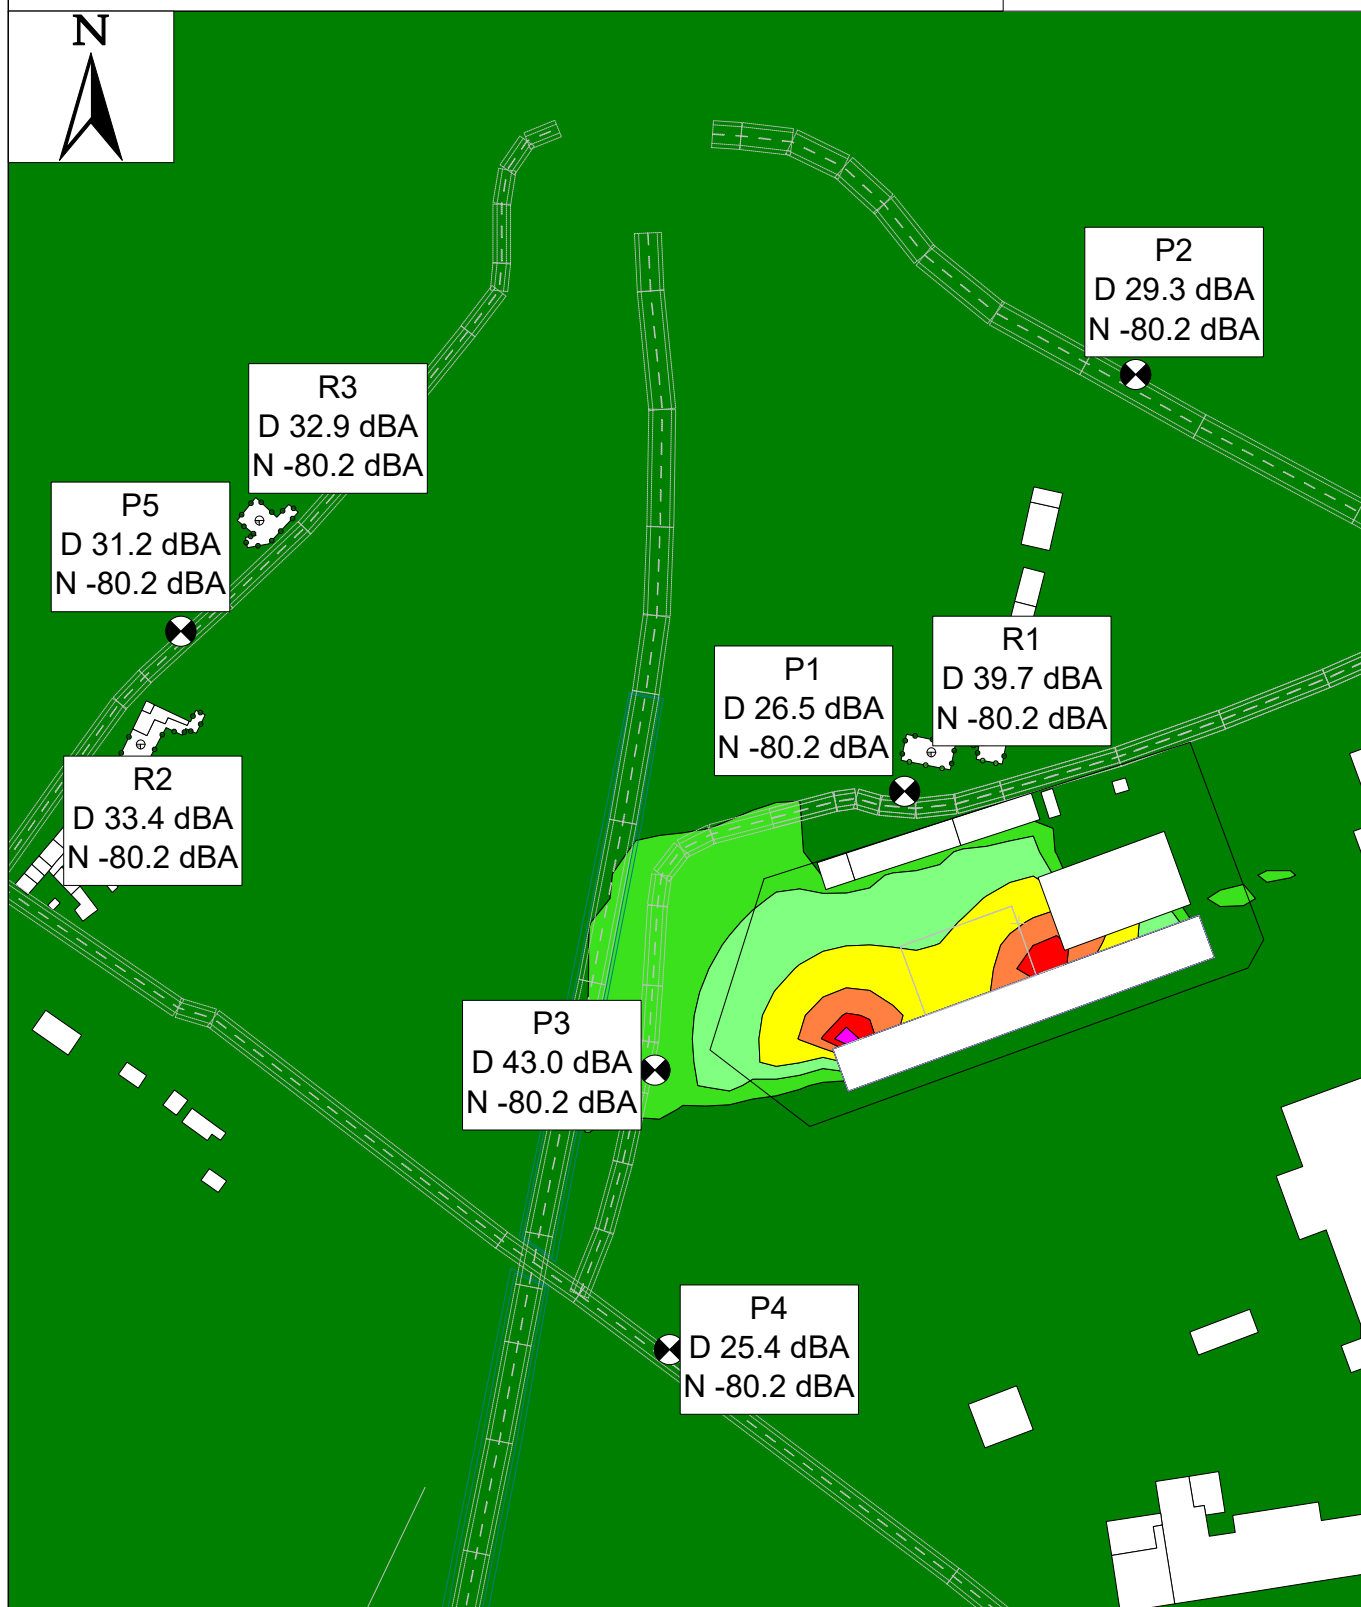 N
P2
D 29.3 dBA
N -80.2 dBA
R3
D 32.9 dBA
N -80.2 dBA
P5
D 31.2 dBA
N -80.2 dBA
R1
D 39.7 dBA
N -80.2 dBA
P1
D 26.5 dBA
N -80.2 dBA
R2
D 33.4 dBA
N -80.2 dBA
P3
D 43.0 dBA
N -80.2 dBA
P4
D 25.4 dBA
N -80.2 dBA